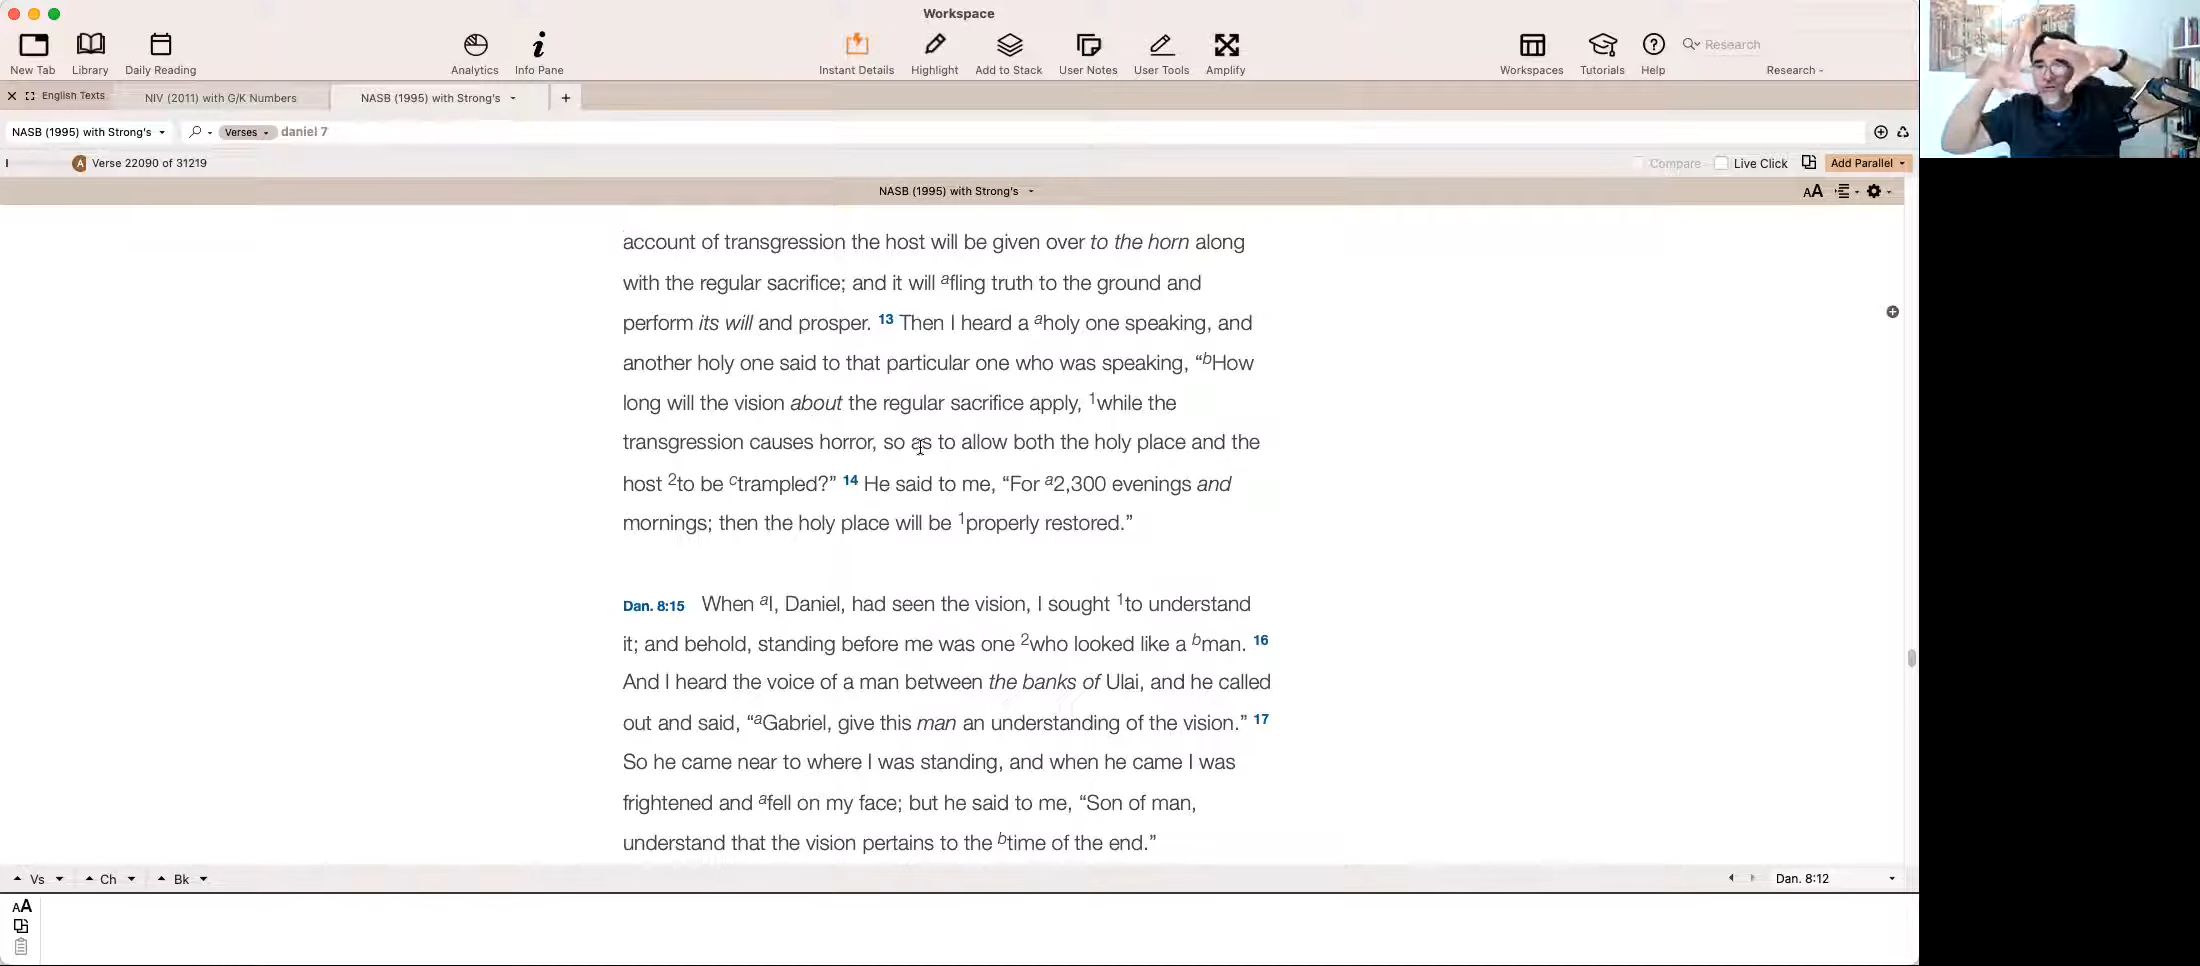 Workspace
New Tab Library Daily Reading Analytics Info Pane Instant Details Highlight Add to Stack User Notes User Tools Amplify Workspaces Tutorials Help Research
Research
English Texts NIV (2011) with G/K Numbers NASB (1995) with Strong's +
NASB (1995) with Strong's Verses daniel 7
A Verse 22090 of 31219 Compare Live Click Add Parallel
NASB (1995) with Strong's AA
account of transgression the host will be given over to the horn along
with the regular sacrifice; and it will afling truth to the ground and
perform its will and prosper. 13 Then I heard a aholy one speaking, and
another holy one said to that particular one who was speaking, “bHow
long will the vision about the regular sacrifice apply, 1while the
transgression causes horror, so as to allow both the holy place and the
host 2to be ctrampled?” 14 He said to me, “For a2,300 evenings and
mornings; then the holy place will be 1properly restored.”
Dan. 8:15 When aI, Daniel, had seen the vision, I sought 1to understand
it; and behold, standing before me was one 2who looked like a bman. 16
And I heard the voice of a man between the banks of Ulai, and he called
out and said, “aGabriel, give this man an understanding of the vision.” 17
So he came near to where I was standing, and when he came I was
frightened and afell on my face; but he said to me, “Son of man,
understand that the vision pertains to the btime of the end.”
Vs Ch Bk Dan. 8:12
AA